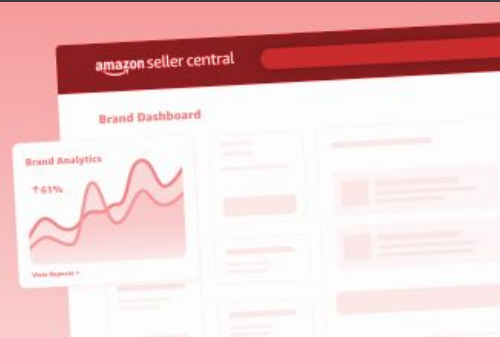 amazon seller central
Brand Dashboard
Brand Analytics
↑61%
View Reports >